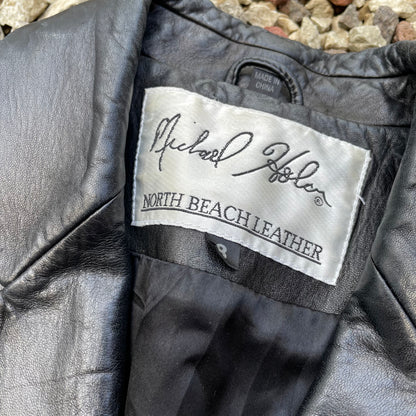 MADE IN
CHINA
Michael Hoban
©
NORTH BEACH LEATHER
8